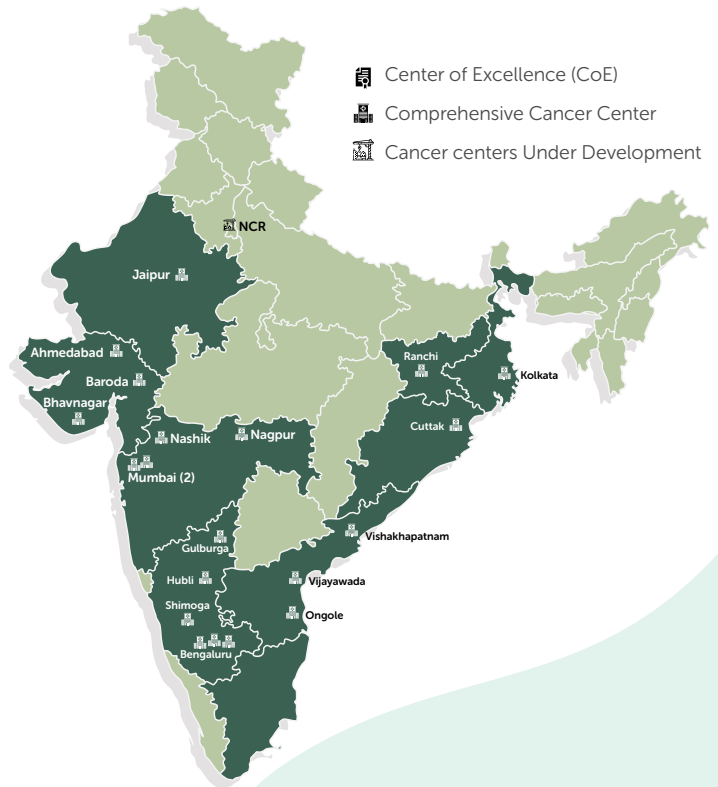 Center of Excellence (CoE)
Comprehensive Cancer Center
Cancer centers Under Development
NCR
Jaipur
Ahmedabad
Baroda
Bhavnagar
Ranchi
Kolkata
Cuttak
Nashik
Nagpur
Mumbai (2)
Vishakhapatnam
Gulburga
Hubli
Vijayawada
Shimoga
Ongole
Bengaluru